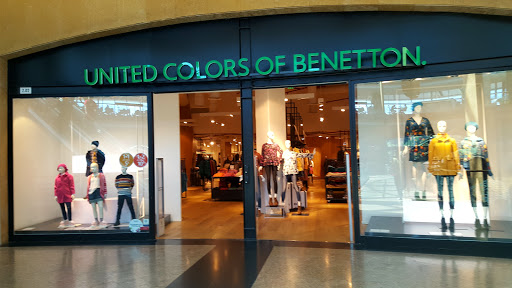 UNITED COLORS OF BENETTON.